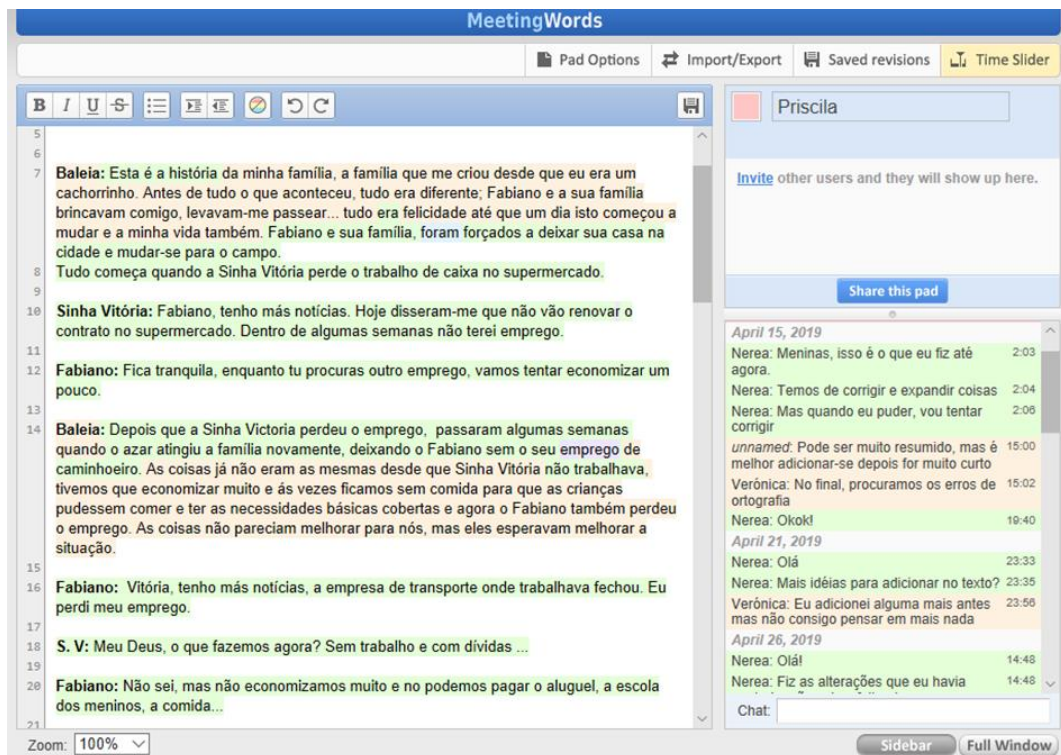 MeetingWords
Pad Options Import/Export Saved revisions Time Slider
B I U S
5
6
7 Baleia: Esta é a história da minha família, a família que me criou desde que eu era um
cachorrinho. Antes de tudo o que aconteceu, tudo era diferente; Fabiano e a sua família
brincavam comigo, levavam-me passear... tudo era felicidade até que um dia isto começou a
mudar e a minha vida também. Fabiano e sua família, foram forçados a deixar sua casa na
cidade e mudar-se para o campo.
8 Tudo começa quando a Sinha Vitória perde o trabalho de caixa no supermercado.
9
10 Sinha Vitória: Fabiano, tenho más notícias. Hoje disseram-me que não vão renovar o
contrato no supermercado. Dentro de algumas semanas não terei emprego.
11
12 Fabiano: Fica tranquila, enquanto tu procuras outro emprego, vamos tentar economizar um
pouco.
13
14 Baleia: Depois que a Sinha Victoria perdeu o emprego, passaram algumas semanas
quando o azar atingiu a família novamente, deixando o Fabiano sem o seu emprego de
caminhoeiro. As coisas já não eram as mesmas desde que Sinha Vitória não trabalhava,
tivemos que economizar muito e ás vezes ficamos sem comida para que as crianças
pudessem comer e ter as necessidades básicas cobertas e agora o Fabiano também perdeu
o emprego. As coisas não pareciam melhorar para nós, mas eles esperavam melhorar a
situação.
15
16 Fabiano: Vitória, tenho más notícias, a empresa de transporte onde trabalhava fechou. Eu
perdi meu emprego.
17
18 S. V: Meu Deus, o que fazemos agora? Sem trabalho e com dívidas ...
19
20 Fabiano: Não sei, mas não economizamos muito e no podemos pagar o aluguel, a escola
dos meninos, a comida...
21
Zoom: 100%
Priscila
Invite other users and they will show up here.
Share this pad
April 15, 2019
Nerea: Meninas, isso é o que eu fiz até 2:03
agora.
Nerea: Temos de corrigir e expandir coisas 2:04
Nerea: Mas quando eu puder, vou tentar 2:06
corrigir
unnamed: Pode ser muito resumido, mas é 15:00
melhor adicionar-se depois for muito curto
Verónica: No final, procuramos os erros de 15:02
ortografia
Nerea: Okok! 19:40
April 21, 2019
Nerea: Olá 23:33
Nerea: Mais idéias para adicionar no texto? 23:35
Verónica: Eu adicionei alguma mais antes 23:56
mas não consigo pensar em mais nada
April 26, 2019
Nerea: Olá! 14:48
Nerea: Fiz as alterações que eu havia 14:48
Chat:
Sidebar Full Window